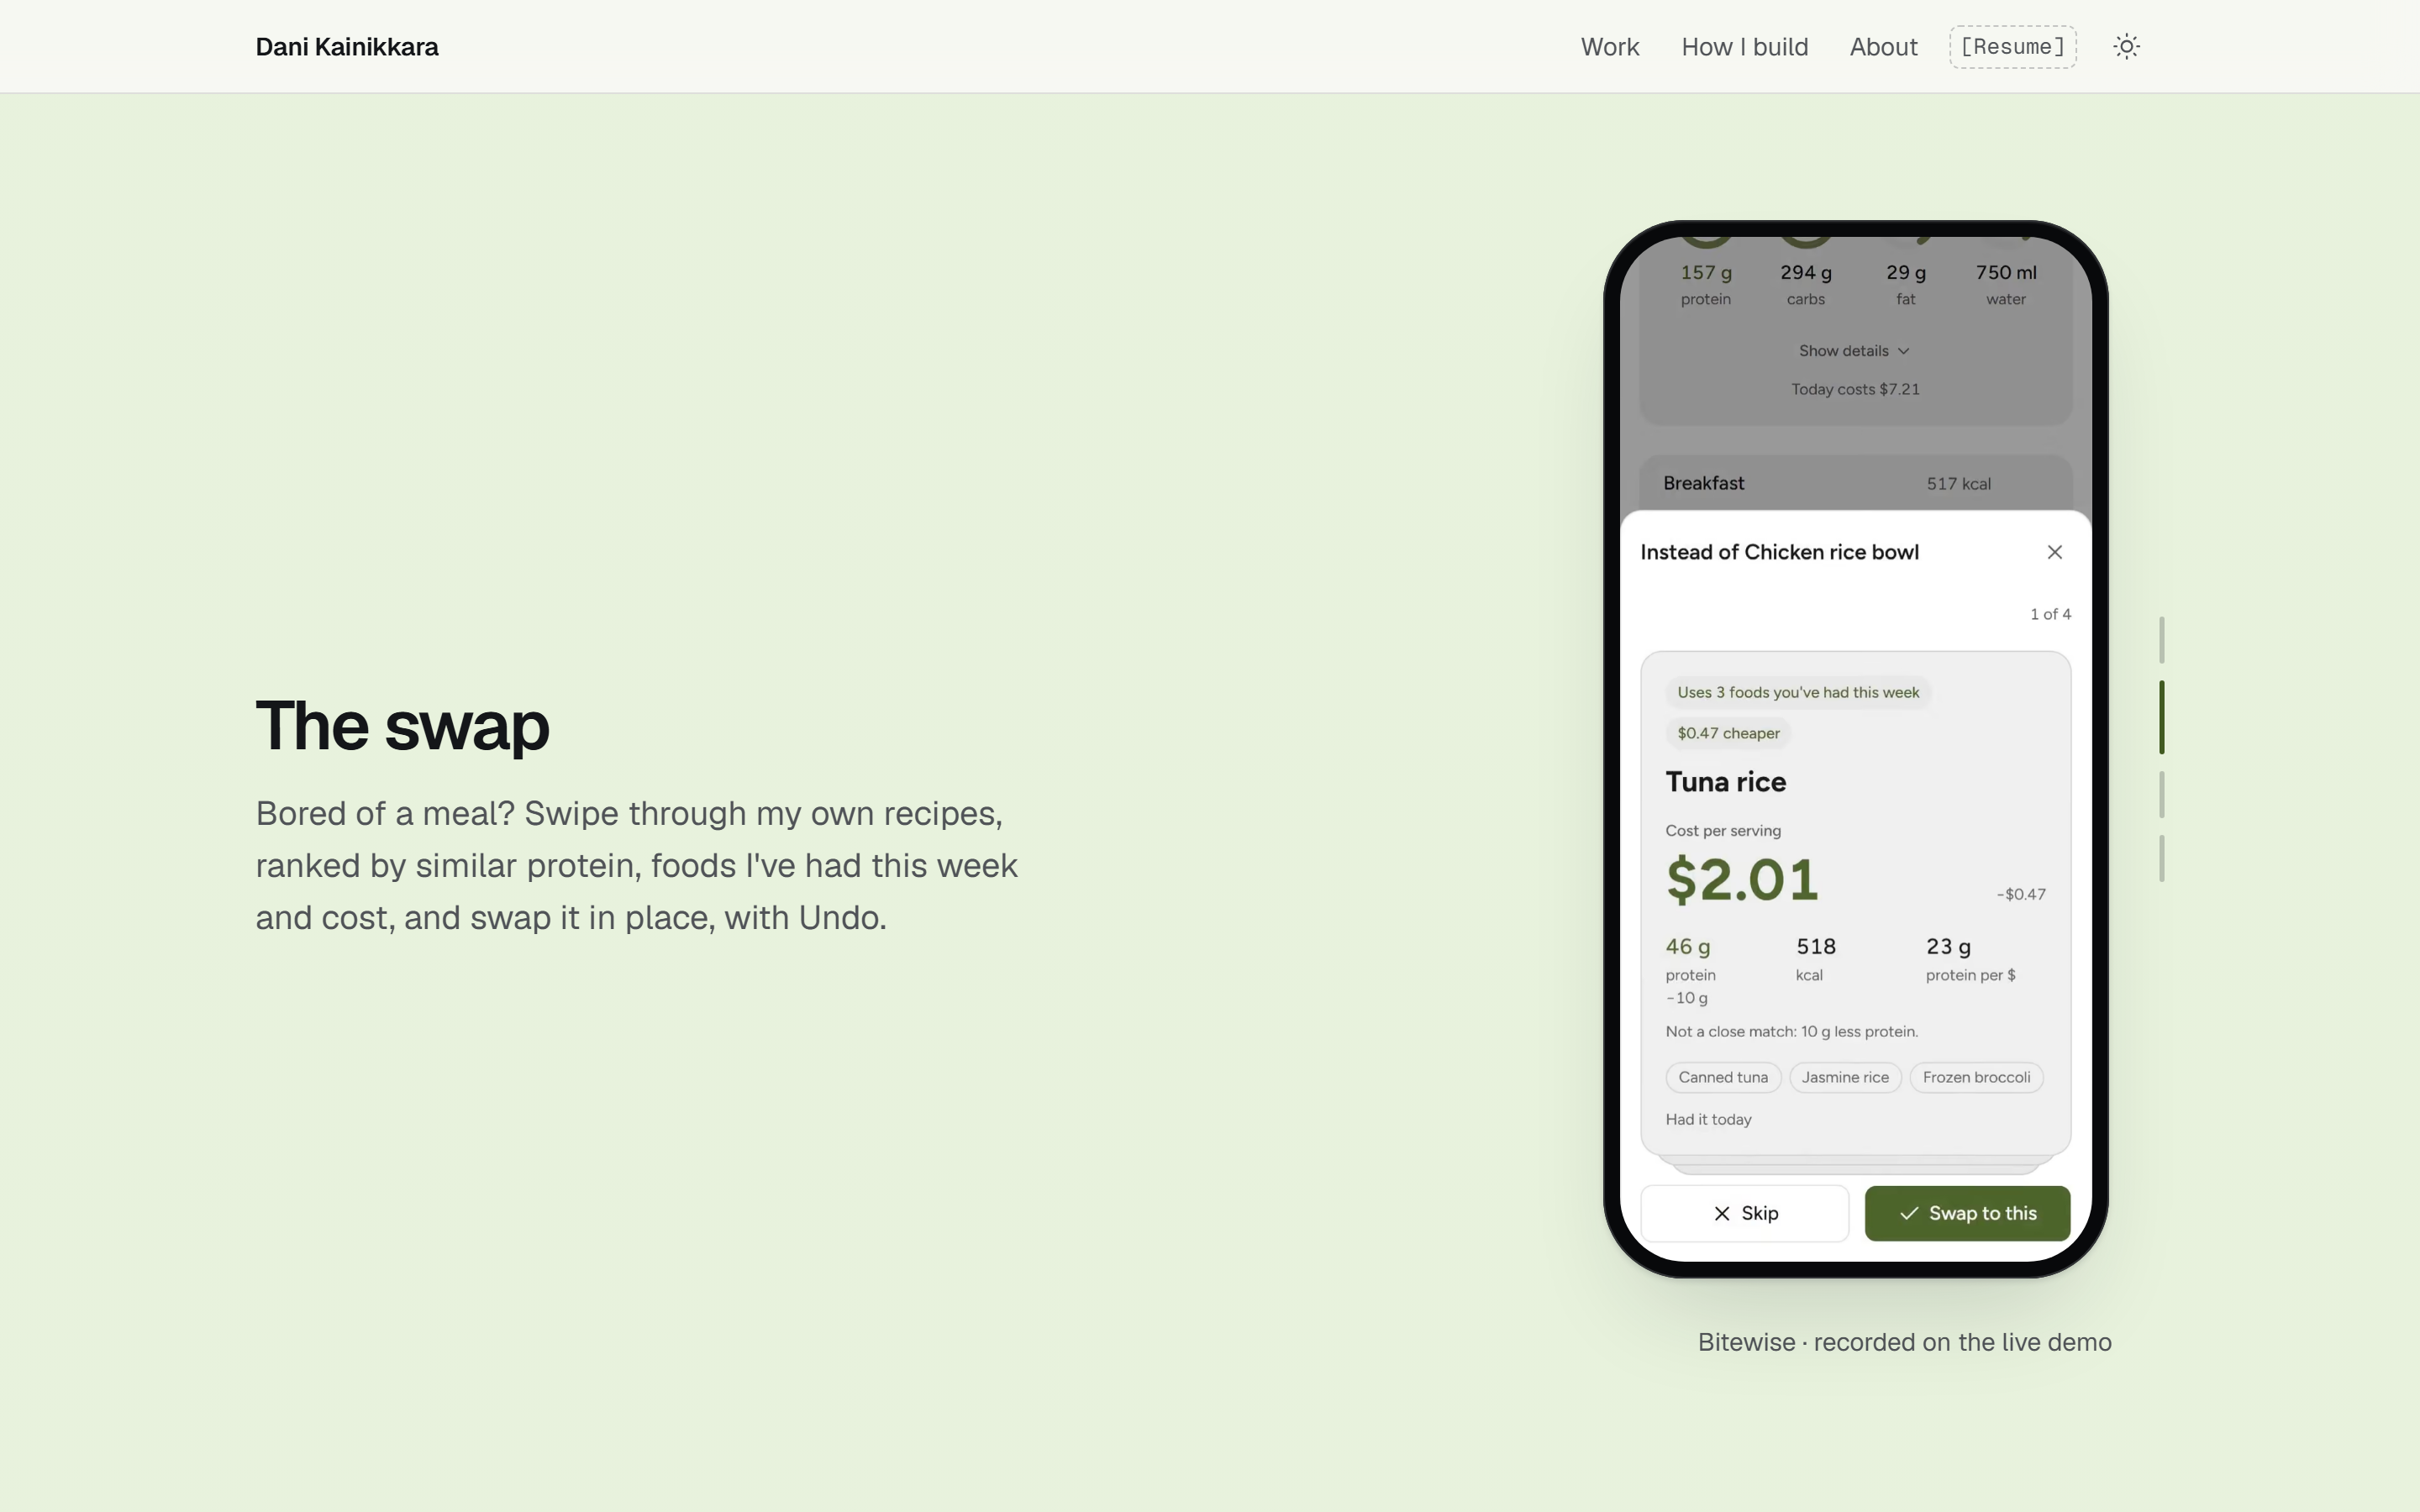 Dani Kainikkara
Work
How I build
About
[Resume]
The swap
Bored of a meal? Swipe through my own recipes,
ranked by similar protein, foods I've had this week
and cost, and swap it in place, with Undo.
157 g
294 g
29 g
750 ml
protein
carbs
fat
water
Show details
Today costs $7.21
Breakfast
517 kcal
Instead of Chicken rice bowl
1 of 4
Uses 3 foods you've had this week
$0.47 cheaper
Tuna rice
Cost per serving
$2.01
−$0.47
46 g
518
23 g
protein
kcal
protein per $
−10 g
Not a close match: 10 g less protein.
Canned tuna
Jasmine rice
Frozen broccoli
Had it today
Skip
Swap to this
Bitewise · recorded on the live demo